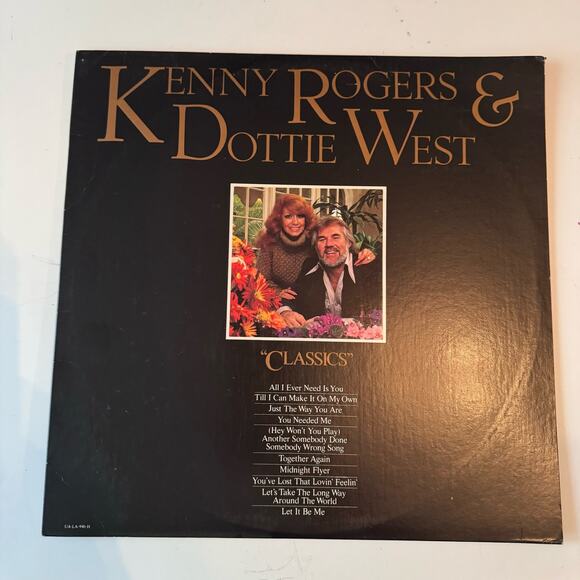 KENNY ROGERS &
DOTTIE WEST
"CLASSICS"
All I Ever Need Is You
Till I Can Make It On My Own
Just The Way You Are
You Needed Me
(Hey Won't You Play)
Another Somebody Done
Somebody Wrong Song
Together Again
Midnight Flyer
You've Lost That Lovin' Feelin'
Let's Take The Long Way
Around The World
Let It Be Me
UA-LA-946-H